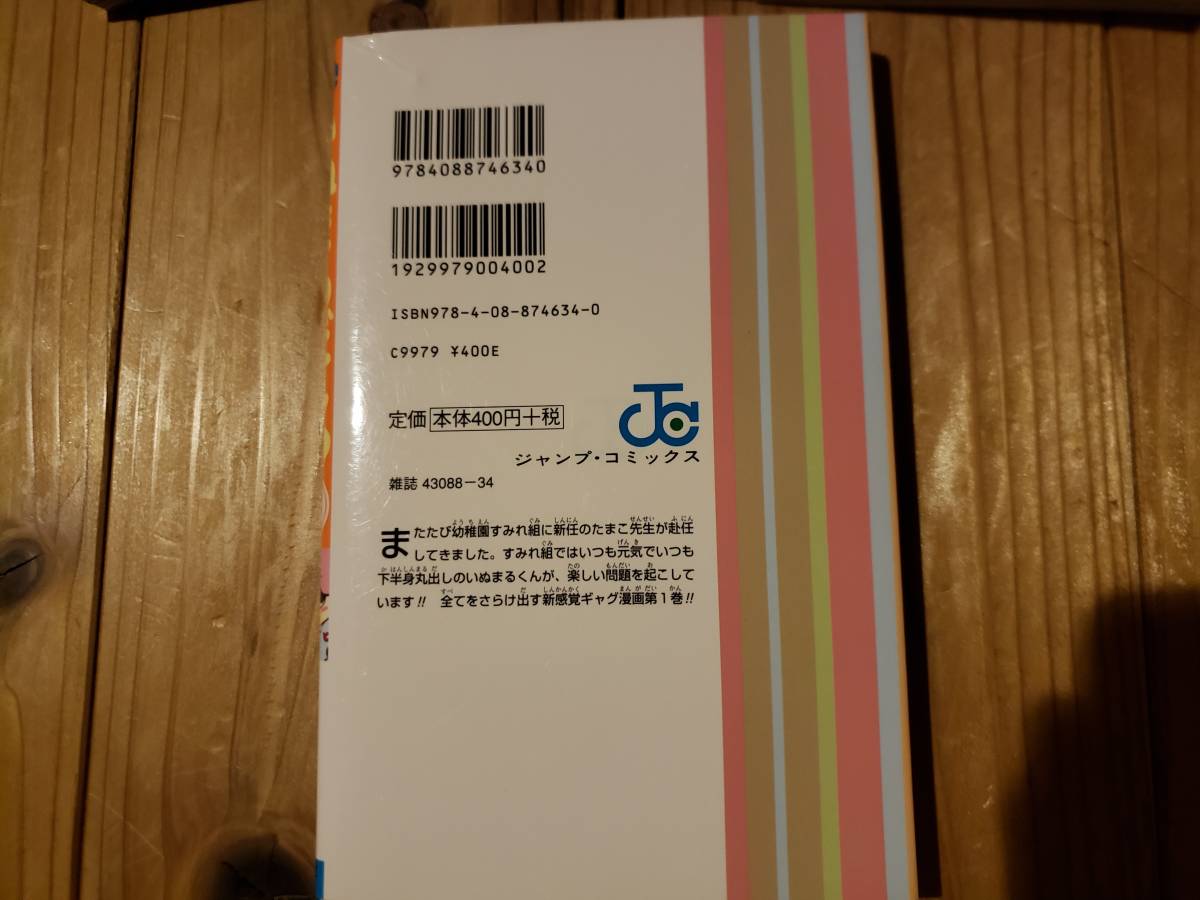 9784088746340
1929979004002
ISBN978-4-08-874634-0
C9979 ¥400E
定価 本体400円+税
JC
ジャンプ・コミックス
雑誌 43088-34
またたび幼稚園すみれ組に新任のたまこ先生が赴任
してきました。すみれ組ではいつも元気でいつも
下半身丸出しのいぬまるくんが、楽しい問題を起こして
います!! 全てをさらけ出す新感覚ギャグ漫画第1巻!!